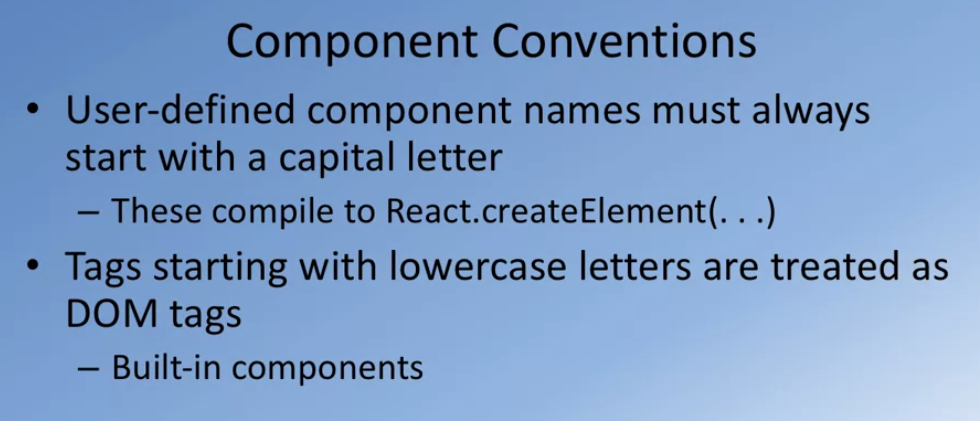 Component Conventions
• User-defined component names must always
start with a capital letter
– These compile to React.createElement(. . .)
• Tags starting with lowercase letters are treated as
DOM tags
– Built-in components